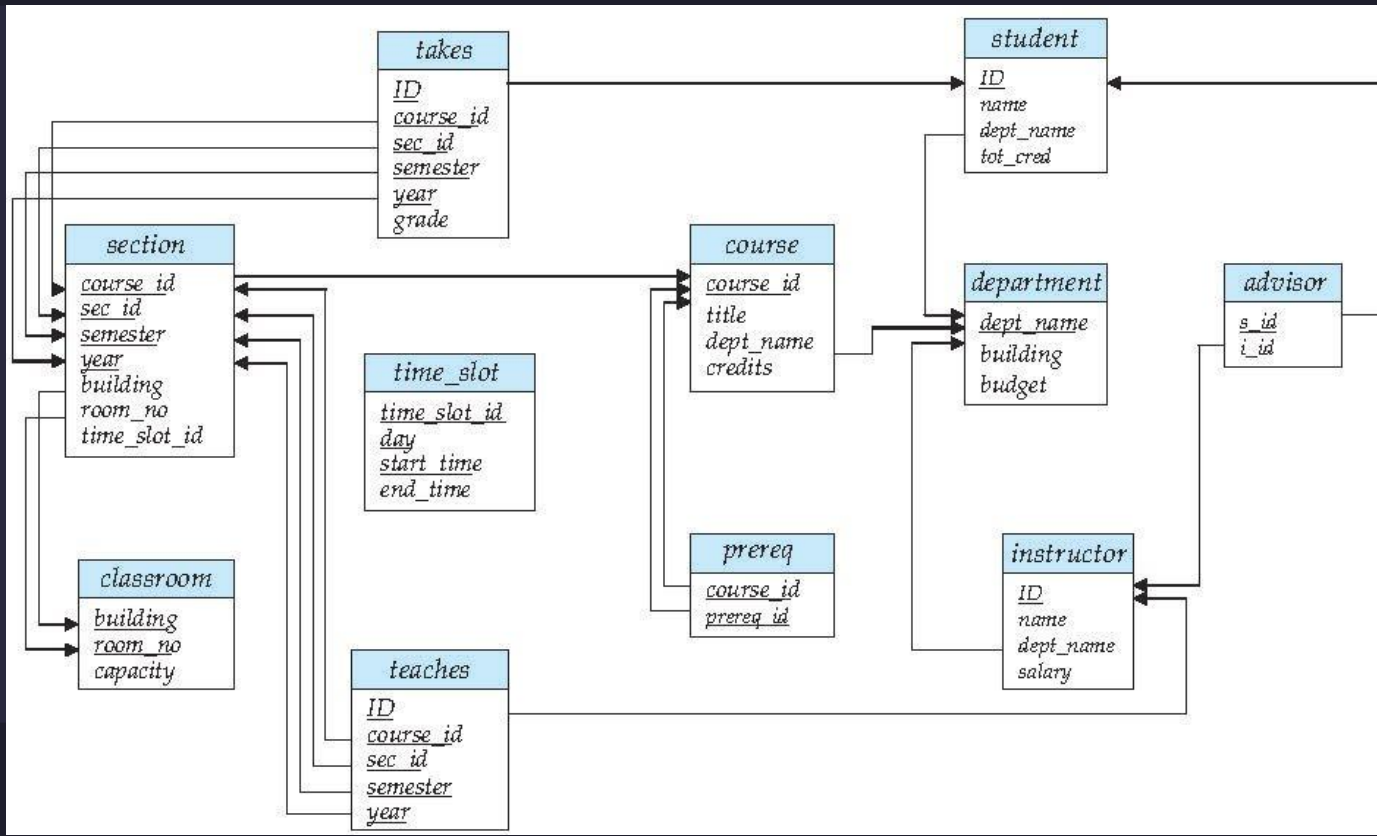 takes
ID
course_id
sec_id
semester
year
grade
student
ID
name
dept_name
tot_cred
section
course_id
sec_id
semester
year
building
room_no
time_slot_id
course
course_id
title
dept_name
credits
department
dept_name
building
budget
advisor
s_id
i_id
time_slot
time_slot_id
day
start_time
end_time
prereq
course_id
prereq_id
instructor
ID
name
dept_name
salary
classroom
building
room_no
capacity
teaches
ID
course_id
sec_id
semester
year